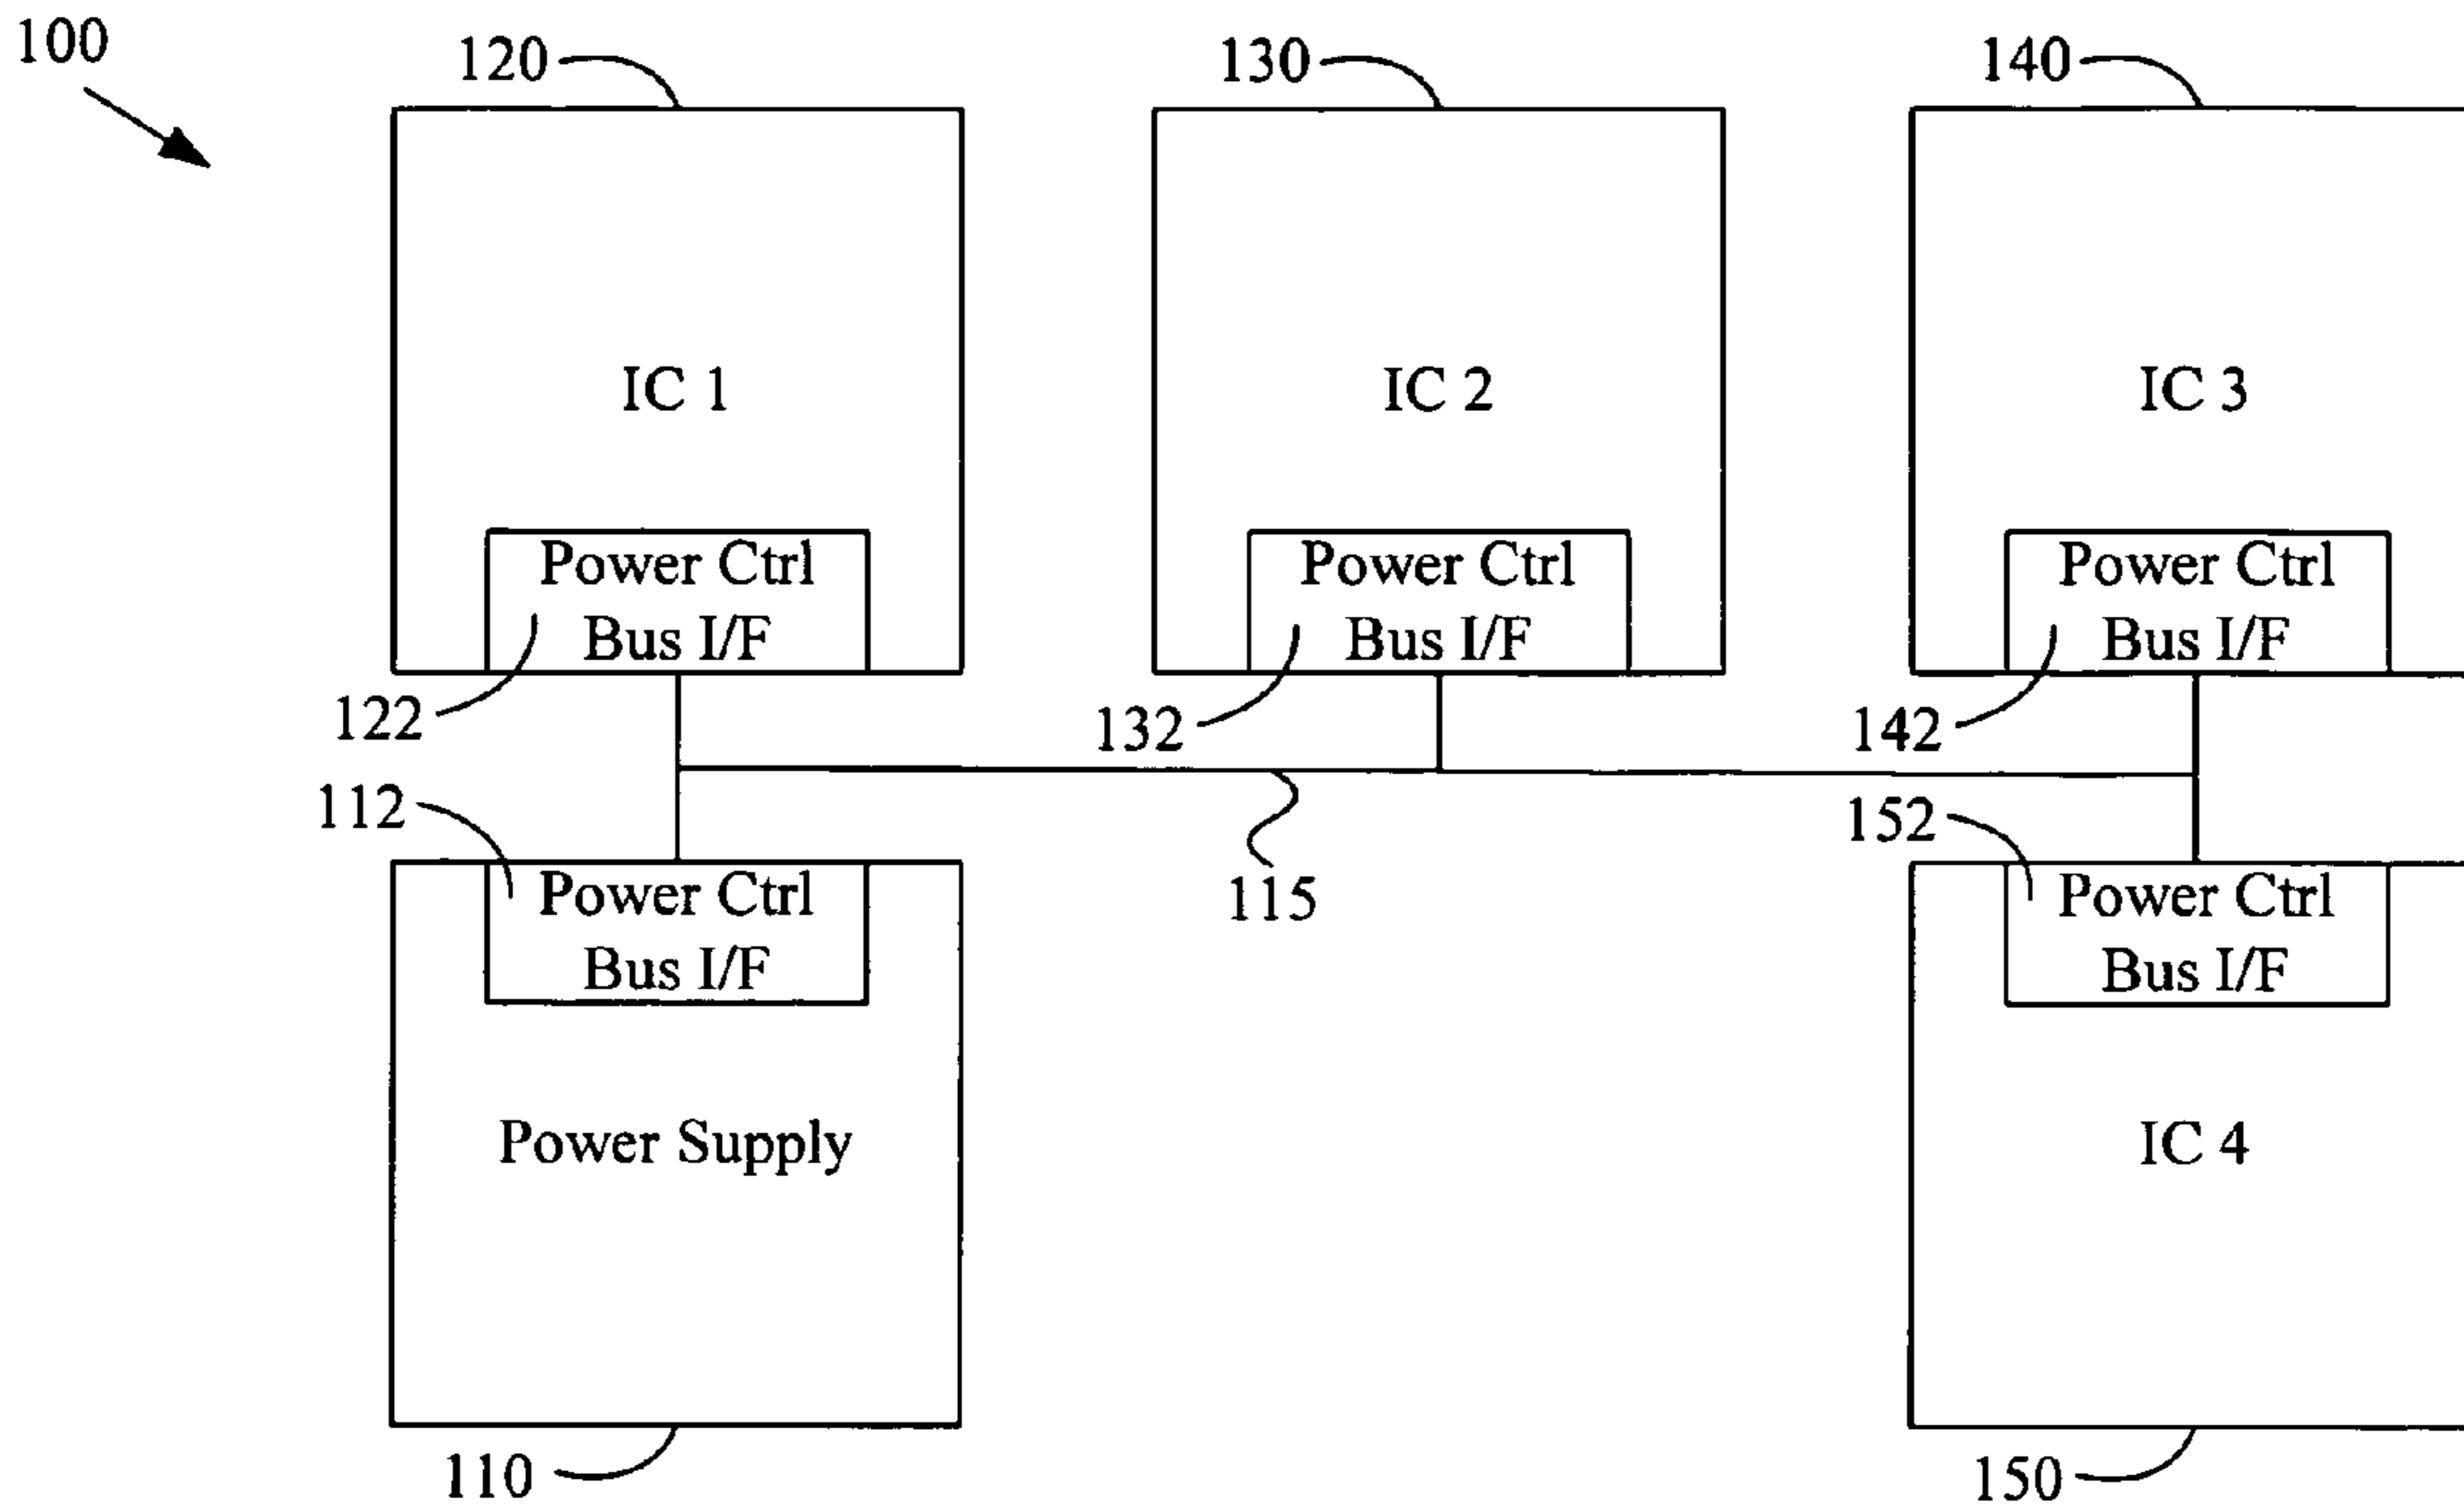 100
120
130
140
IC 1
IC 2
IC 3
Power Ctrl
Bus I/F
Power Ctrl
Bus I/F
Power Ctrl
Bus I/F
122
132
142
112
115
152
Power Ctrl
Bus I/F
Power Ctrl
Bus I/F
Power Supply
IC 4
110
150